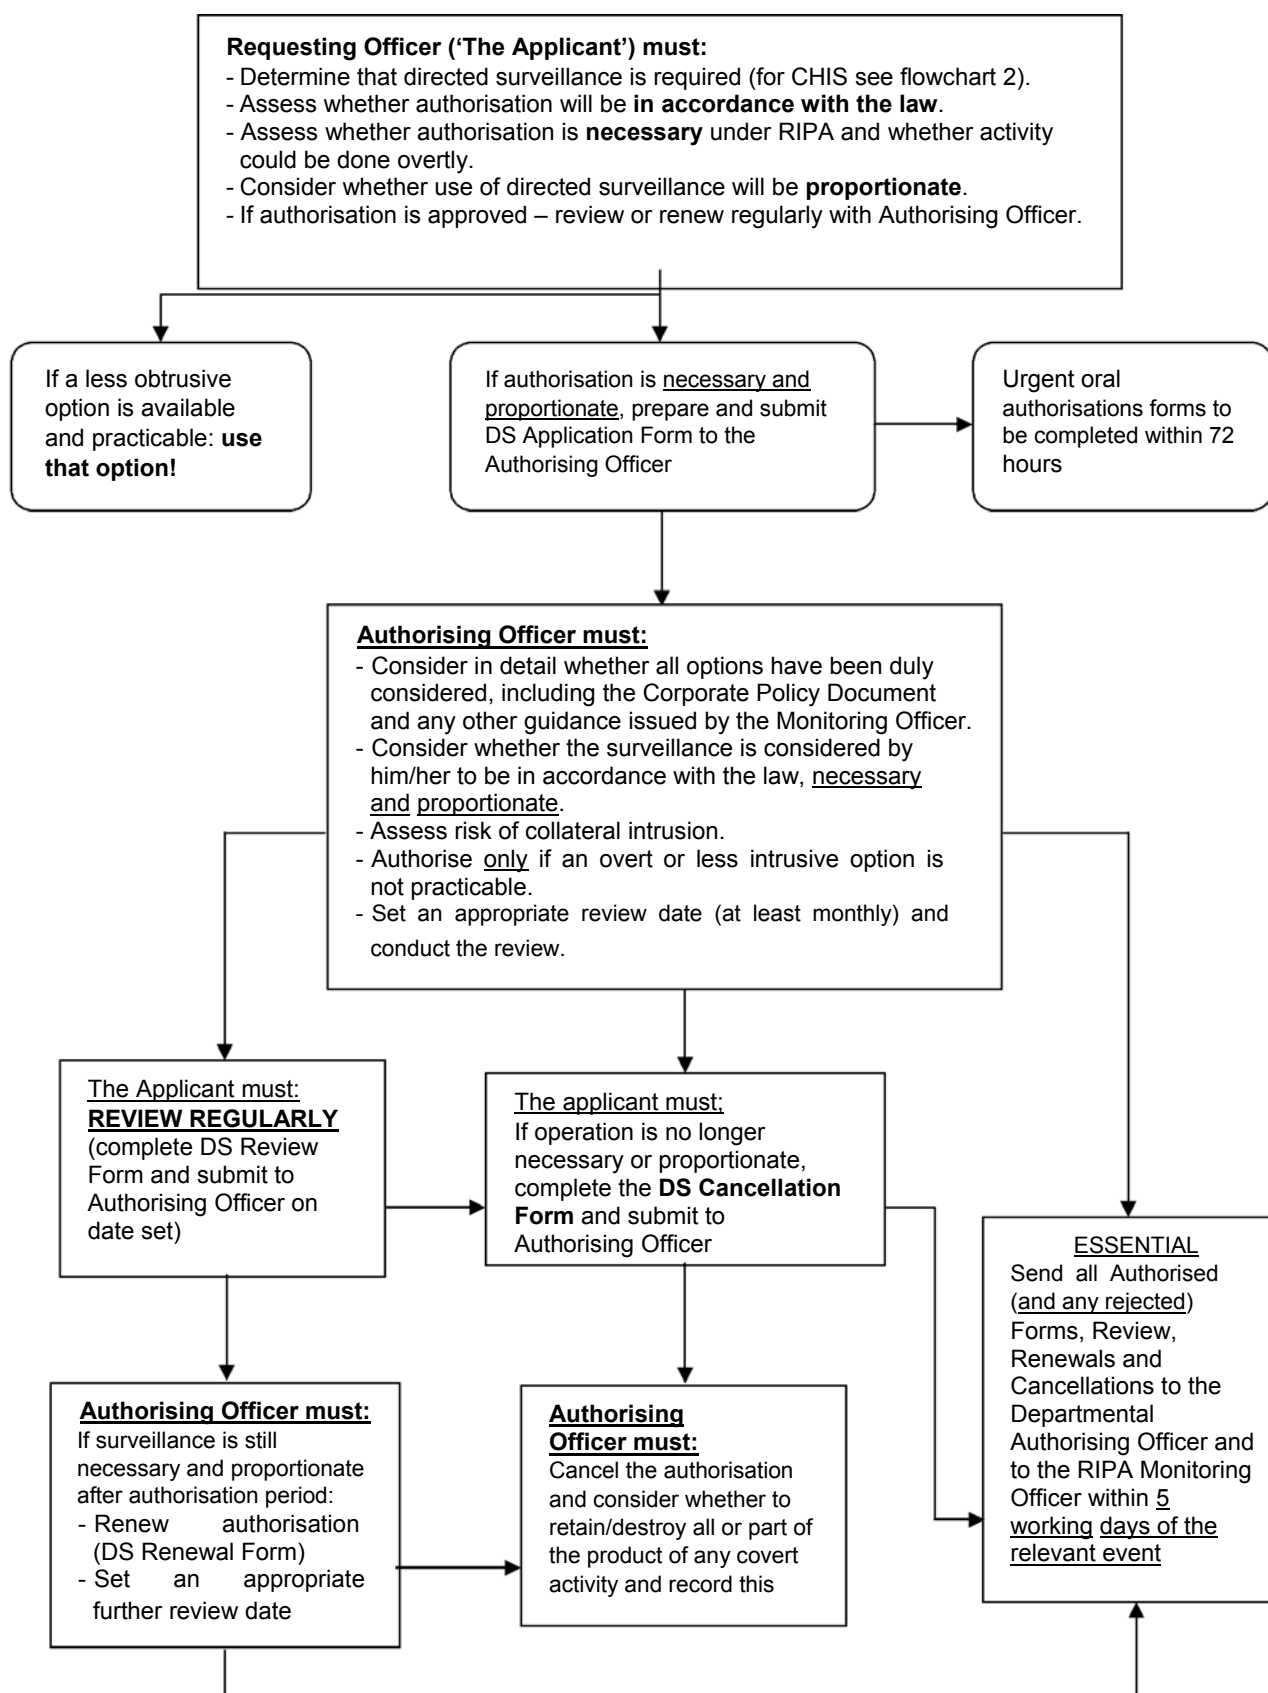 Requesting Officer (‘The Applicant’) must:
- Determine that directed surveillance is required (for CHIS see flowchart 2).
- Assess whether authorisation will be in accordance with the law.
- Assess whether authorisation is necessary under RIPA and whether activity
could be done overtly.
- Consider whether use of directed surveillance will be proportionate.
- If authorisation is approved – review or renew regularly with Authorising Officer.
If a less obtrusive
option is available
and practicable: use
that option!
If authorisation is necessary and
proportionate, prepare and submit
DS Application Form to the
Authorising Officer
Urgent oral
authorisations forms to
be completed within 72
hours
Authorising Officer must:
- Consider in detail whether all options have been duly
considered, including the Corporate Policy Document
and any other guidance issued by the Monitoring Officer.
- Consider whether the surveillance is considered by
him/her to be in accordance with the law, necessary
and proportionate.
- Assess risk of collateral intrusion.
- Authorise only if an overt or less intrusive option is
not practicable.
- Set an appropriate review date (at least monthly) and
conduct the review.
The Applicant must:
REVIEW REGULARLY
(complete DS Review
Form and submit to
Authorising Officer on
date set)
The applicant must;
If operation is no longer
necessary or proportionate,
complete the DS Cancellation
Form and submit to
Authorising Officer
ESSENTIAL
Send all Authorised
(and any rejected)
Forms, Review,
Renewals and
Cancellations to the
Departmental
Authorising Officer and
to the RIPA Monitoring
Officer within 5
working days of the
relevant event
Authorising Officer must:
If surveillance is still
necessary and proportionate
after authorisation period:
- Renew authorisation
(DS Renewal Form)
- Set an appropriate
further review date
Authorising
Officer must:
Cancel the authorisation
and consider whether to
retain/destroy all or part of
the product of any covert
activity and record this